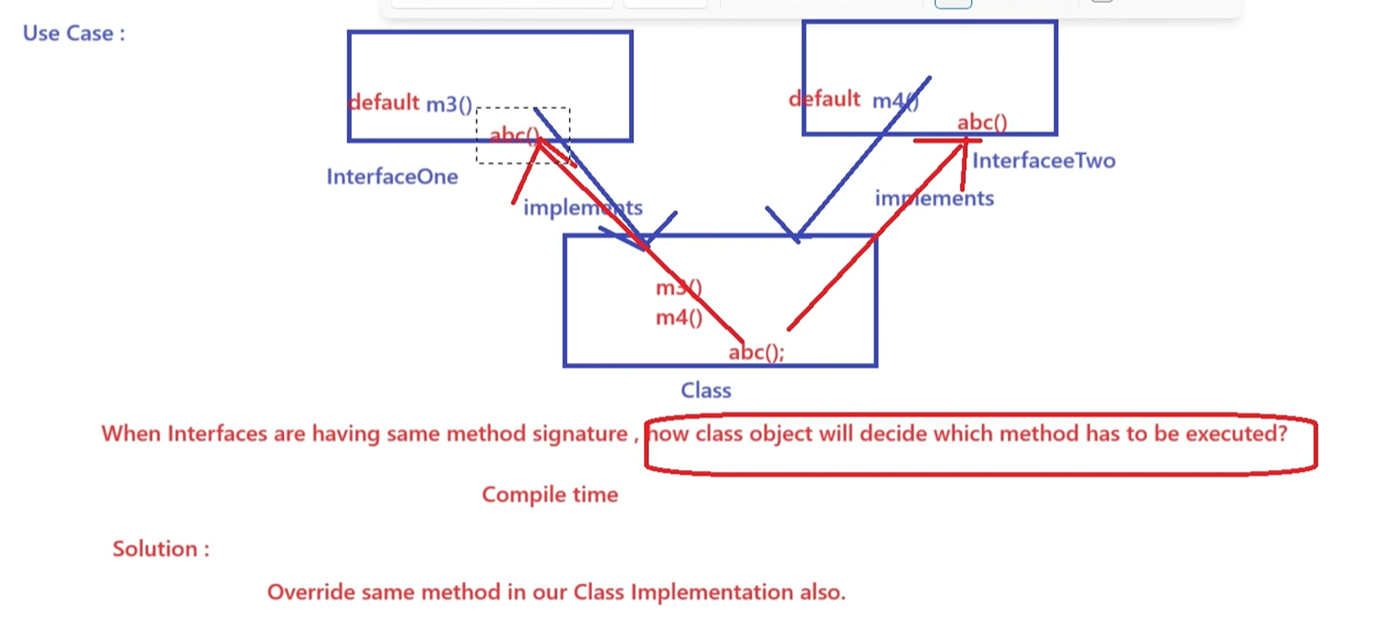 Use Case :
default m3()
abc()
InterfaceOne
implements
default m4()
abc()
InterfaceeTwo
implements
m3()
m4()
abc();
Class
When Interfaces are having same method signature , how class object will decide which method has to be executed?
Compile time
Solution :
Override same method in our Class Implementation also.